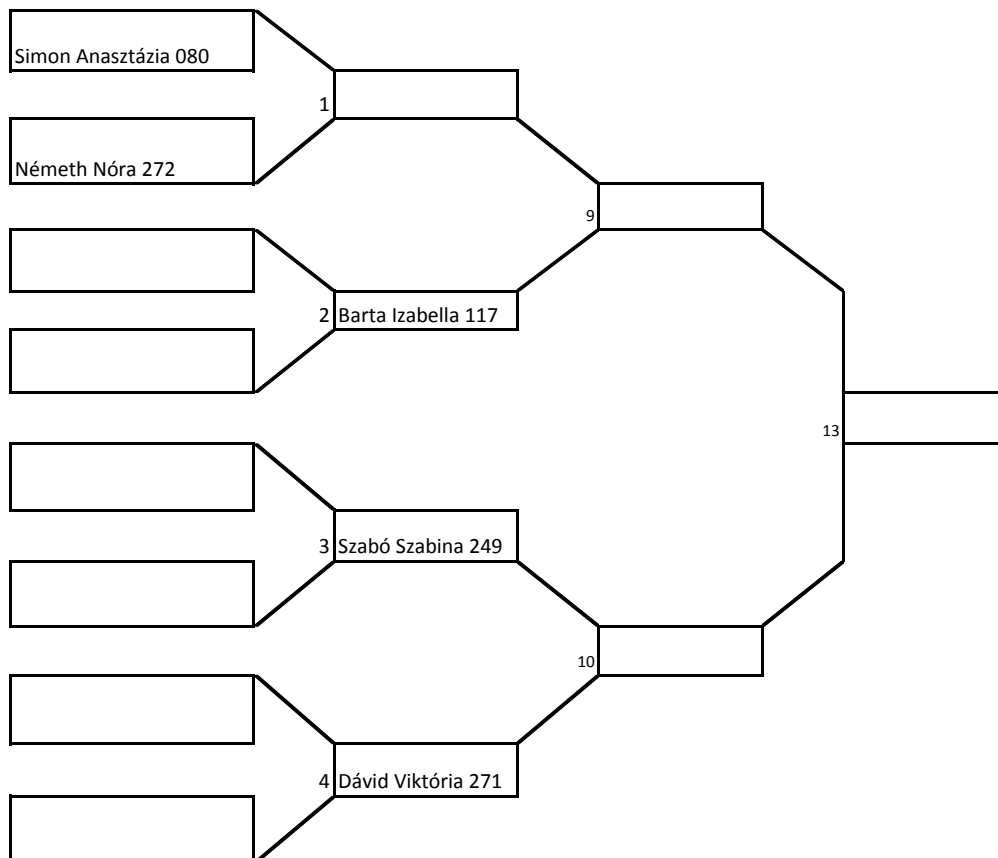 Simon Anasztázia 080
1
Németh Nóra 272
9
2 Barta Izabella 117
13
3 Szabó Szabina 249
10
4 Dávid Viktória 271